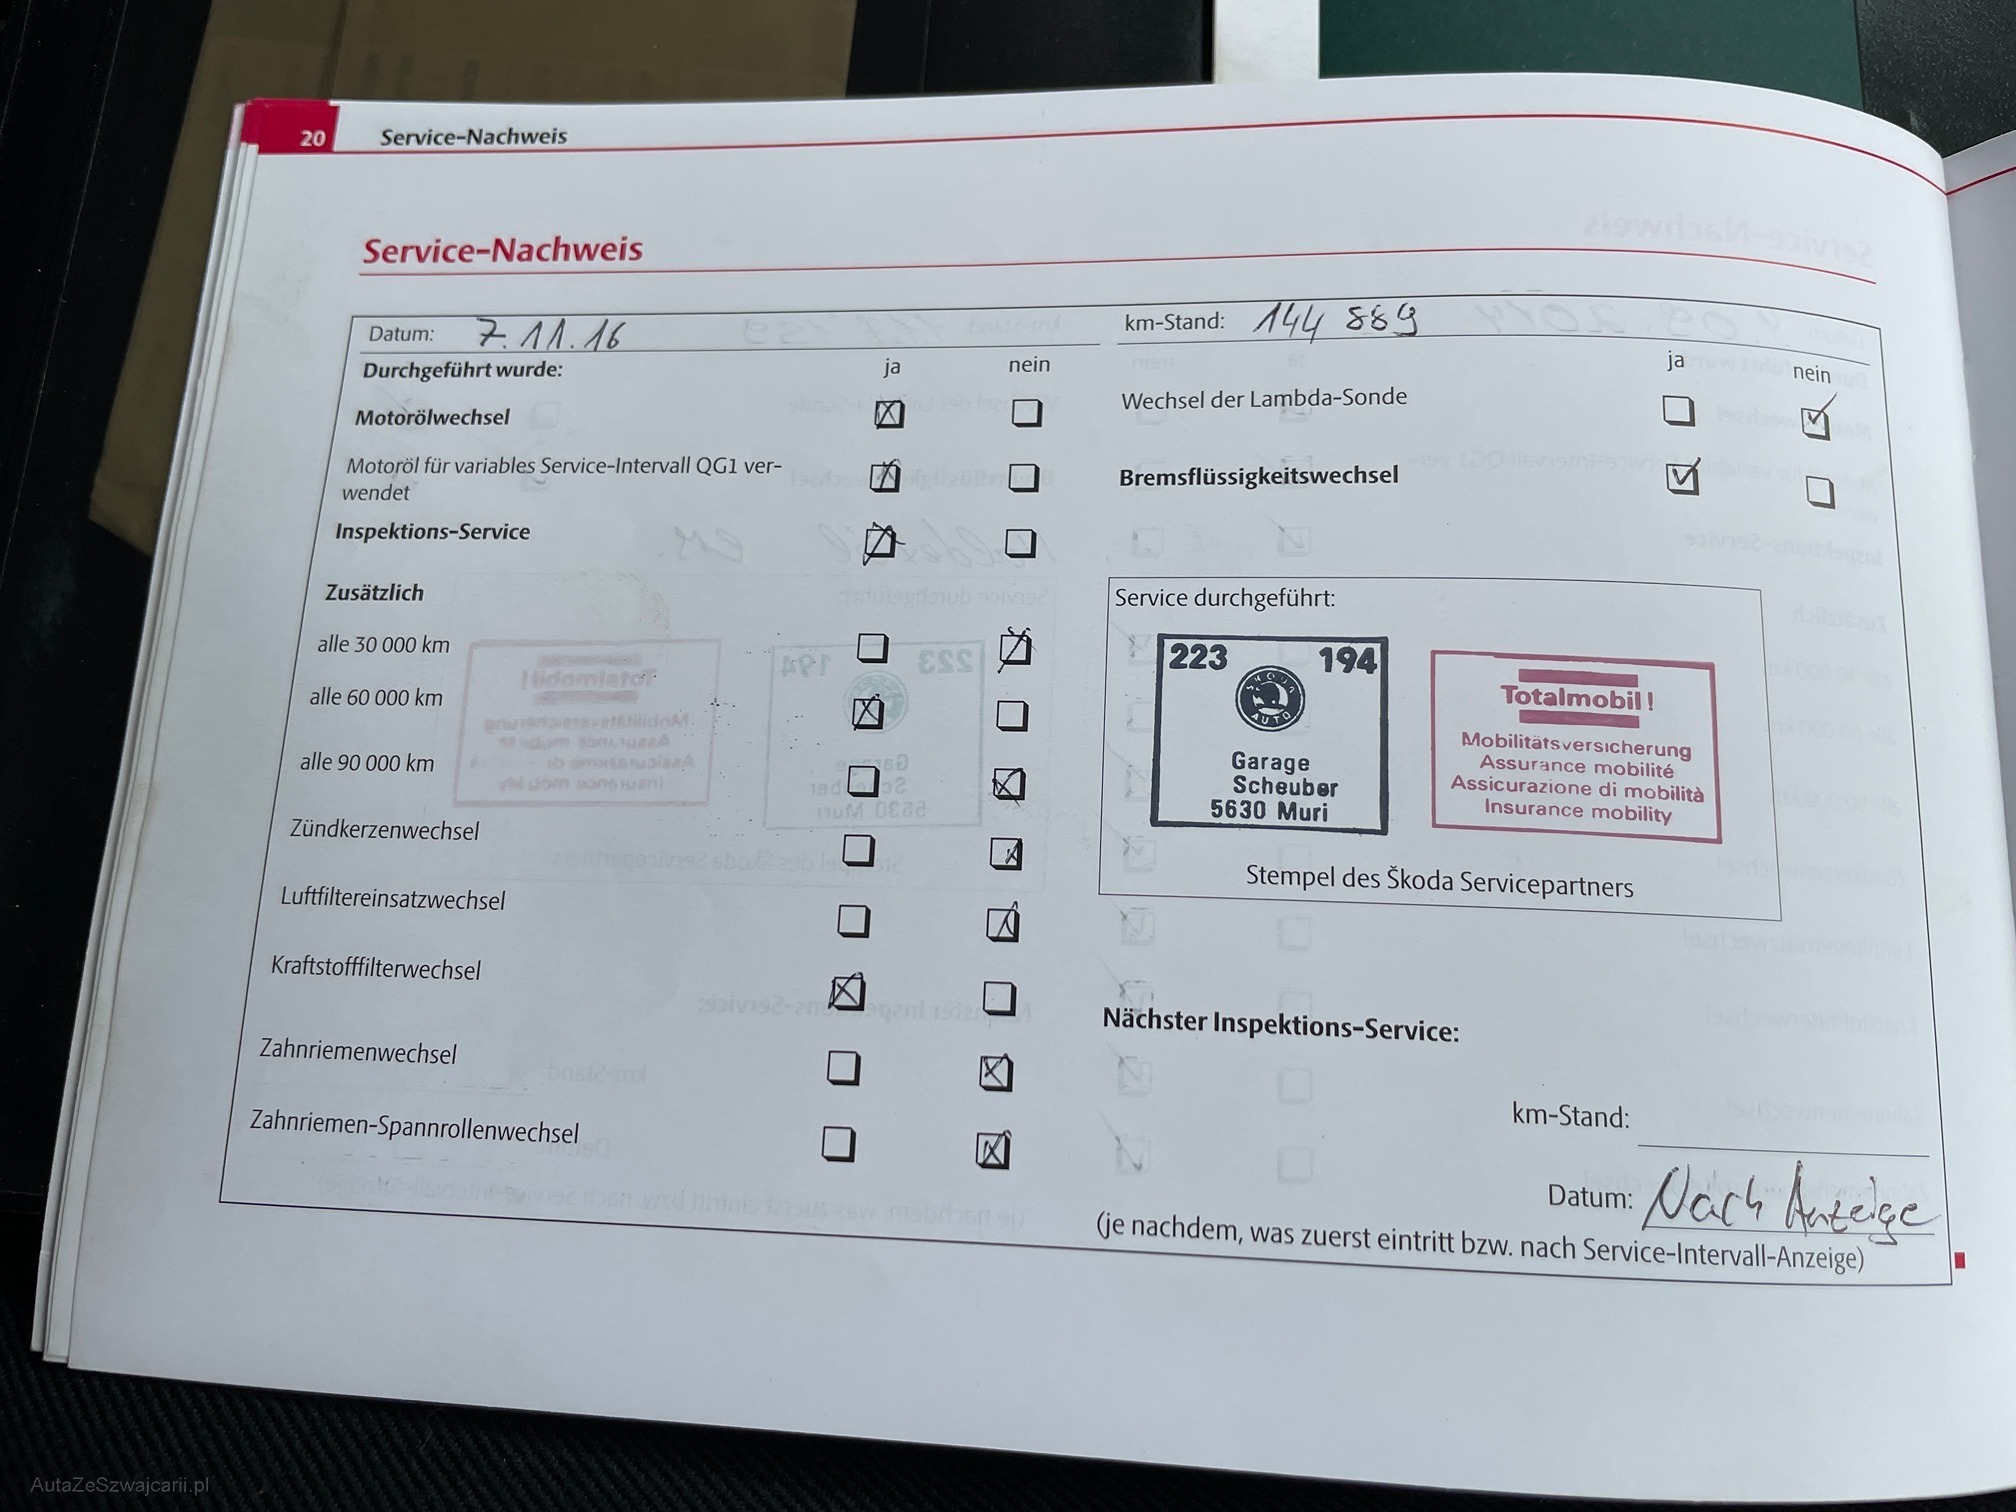 20 Service-Nachweis
Service-Nachweis
Datum: 7.11.16
km-Stand: 144 889
Durchgeführt wurde: ja nein
Motorölwechsel
Motoröl für variables Service-Intervall QG1 ver-
wendet
Inspektions-Service
Zusätzlich
alle 30 000 km
alle 60 000 km
alle 90 000 km
Zündkerzenwechsel
Luftfiltereinsatzwechsel
Kraftstofffilterwechsel
Zahnriemenwechsel
Zahnriemen-Spannrollenwechsel
ja nein
Wechsel der Lambda-Sonde
Bremsflüssigkeitswechsel
Service durchgeführt:
223 194
SKODA
AUTO
Garage
Scheuber
5630 Muri
Totalmobil!
Mobilitätsversicherung
Assurance mobilité
Assicurazione di mobilità
Insurance mobility
Stempel des Škoda Servicepartners
Nächster Inspektions-Service:
km-Stand:
Datum: Nach Anzeige
(je nachdem, was zuerst eintritt bzw. nach Service-Intervall-Anzeige)
AutaZeSzwajcarii.pl